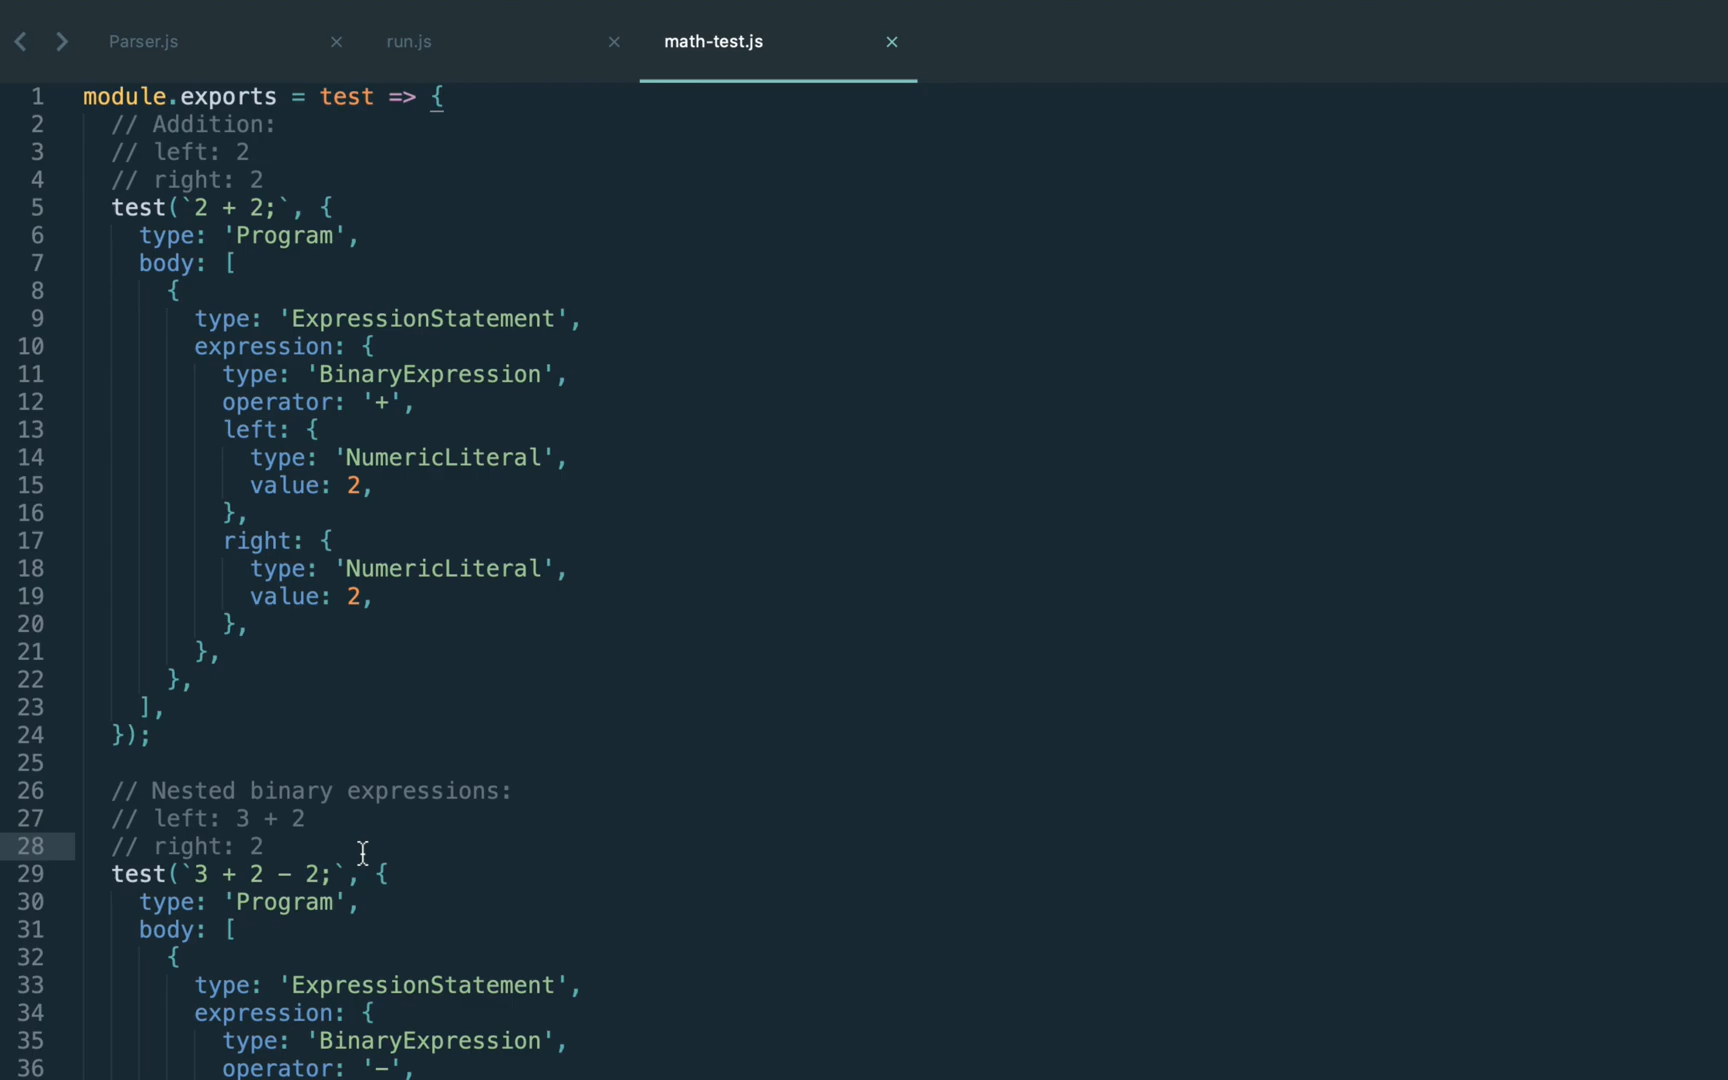 Parser.js run.js math-test.js
1 module.exports = test => {
2 // Addition:
3 // left: 2
4 // right: 2
5 test(`2 + 2;`, {
6 type: 'Program',
7 body: [
8 {
9 type: 'ExpressionStatement',
10 expression: {
11 type: 'BinaryExpression',
12 operator: '+',
13 left: {
14 type: 'NumericLiteral',
15 value: 2,
16 },
17 right: {
18 type: 'NumericLiteral',
19 value: 2,
20 },
21 },
22 },
23 ],
24 });
25
26 // Nested binary expressions:
27 // left: 3 + 2
28 // right: 2
29 test(`3 + 2 - 2;`, {
30 type: 'Program',
31 body: [
32 {
33 type: 'ExpressionStatement',
34 expression: {
35 type: 'BinaryExpression',
36 operator: '-',